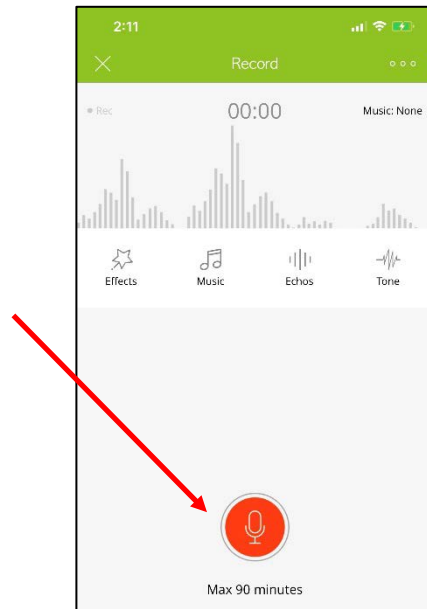 2:11
Record
Rec
00:00
Music: None
Effects Music Echos Tone
Max 90 minutes